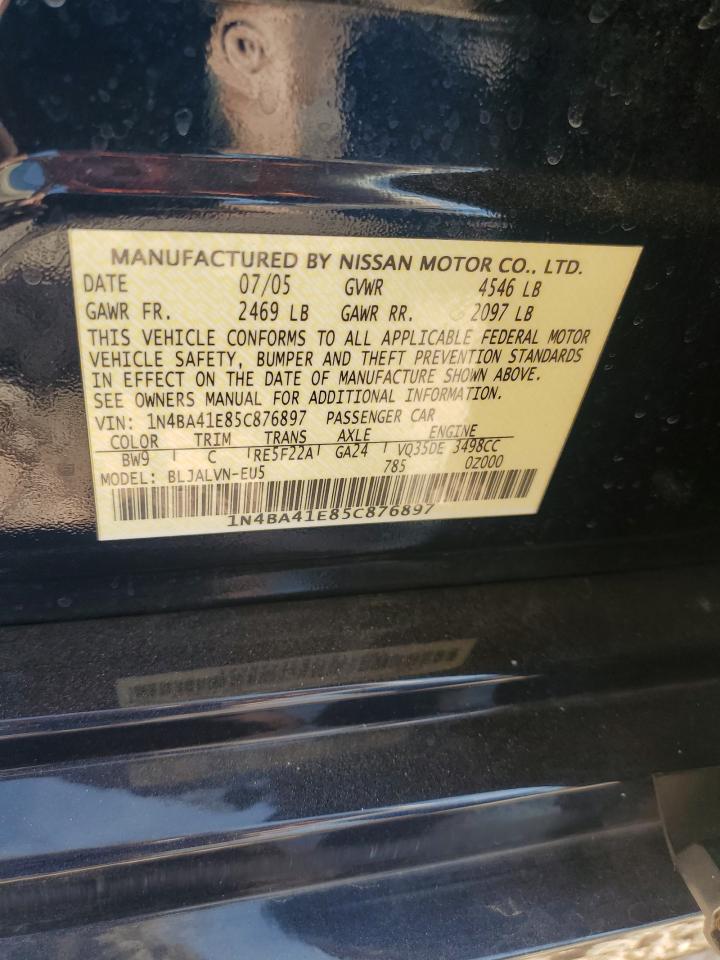 MANUFACTURED BY NISSAN MOTOR CO., LTD.
DATE 07/05 GVWR 4546 LB
GAWR FR. 2469 LB GAWR RR. 2097 LB
THIS VEHICLE CONFORMS TO ALL APPLICABLE FEDERAL MOTOR
VEHICLE SAFETY, BUMPER AND THEFT PREVENTION STANDARDS
IN EFFECT ON THE DATE OF MANUFACTURE SHOWN ABOVE.
SEE OWNERS MANUAL FOR ADDITIONAL INFORMATION.
VIN: 1N4BA41E85C876897 PASSENGER CAR
COLOR TRIM TRANS AXLE ENGINE
BW9 C RE5F22A GA24 VQ35DE 3498CC
MODEL: BLJALVN-EU5 785 0Z000
1N4BA41E85C876897